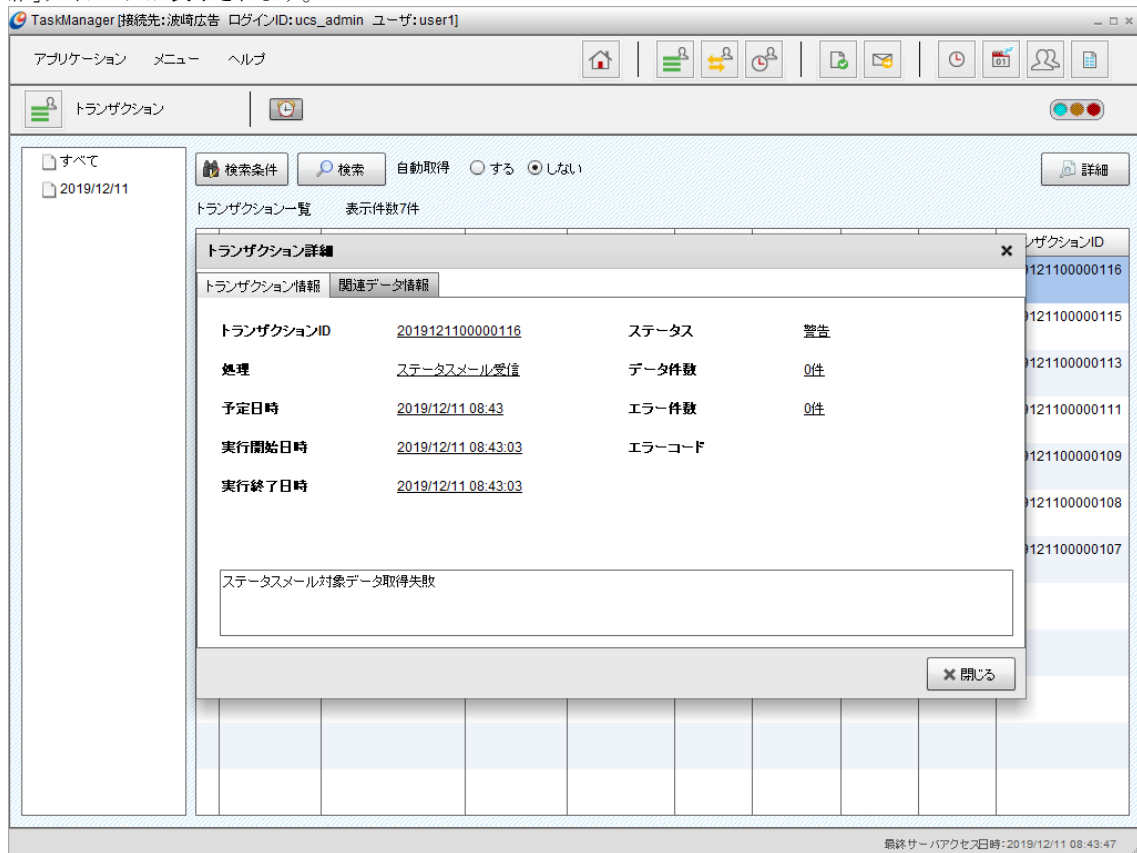 TaskManager [接続先:波崎広告 ログインID:ucs_admin ユーザ:user1]
アプリケーション メニュー ヘルプ
01
トランザクション
すべて
2019/12/11
検索条件 検索 自動取得 する しない 詳細
トランザクション一覧 表示件数7件
トランザクション詳細
ンザクションID
トランザクション情報 関連データ情報
トランザクションID 2019121100000116 ステータス 警告
処理 ステータスメール受信 データ件数 0件
予定日時 2019/12/11 08:43 エラー件数 0件
実行開始日時 2019/12/11 08:43:03 エラーコード
実行終了日時 2019/12/11 08:43:03
ステータスメール対象データ取得失敗
閉じる
9121100000116
9121100000115
9121100000113
9121100000111
9121100000109
9121100000108
9121100000107
最終サーバアクセス日時:2019/12/11 08:43:47